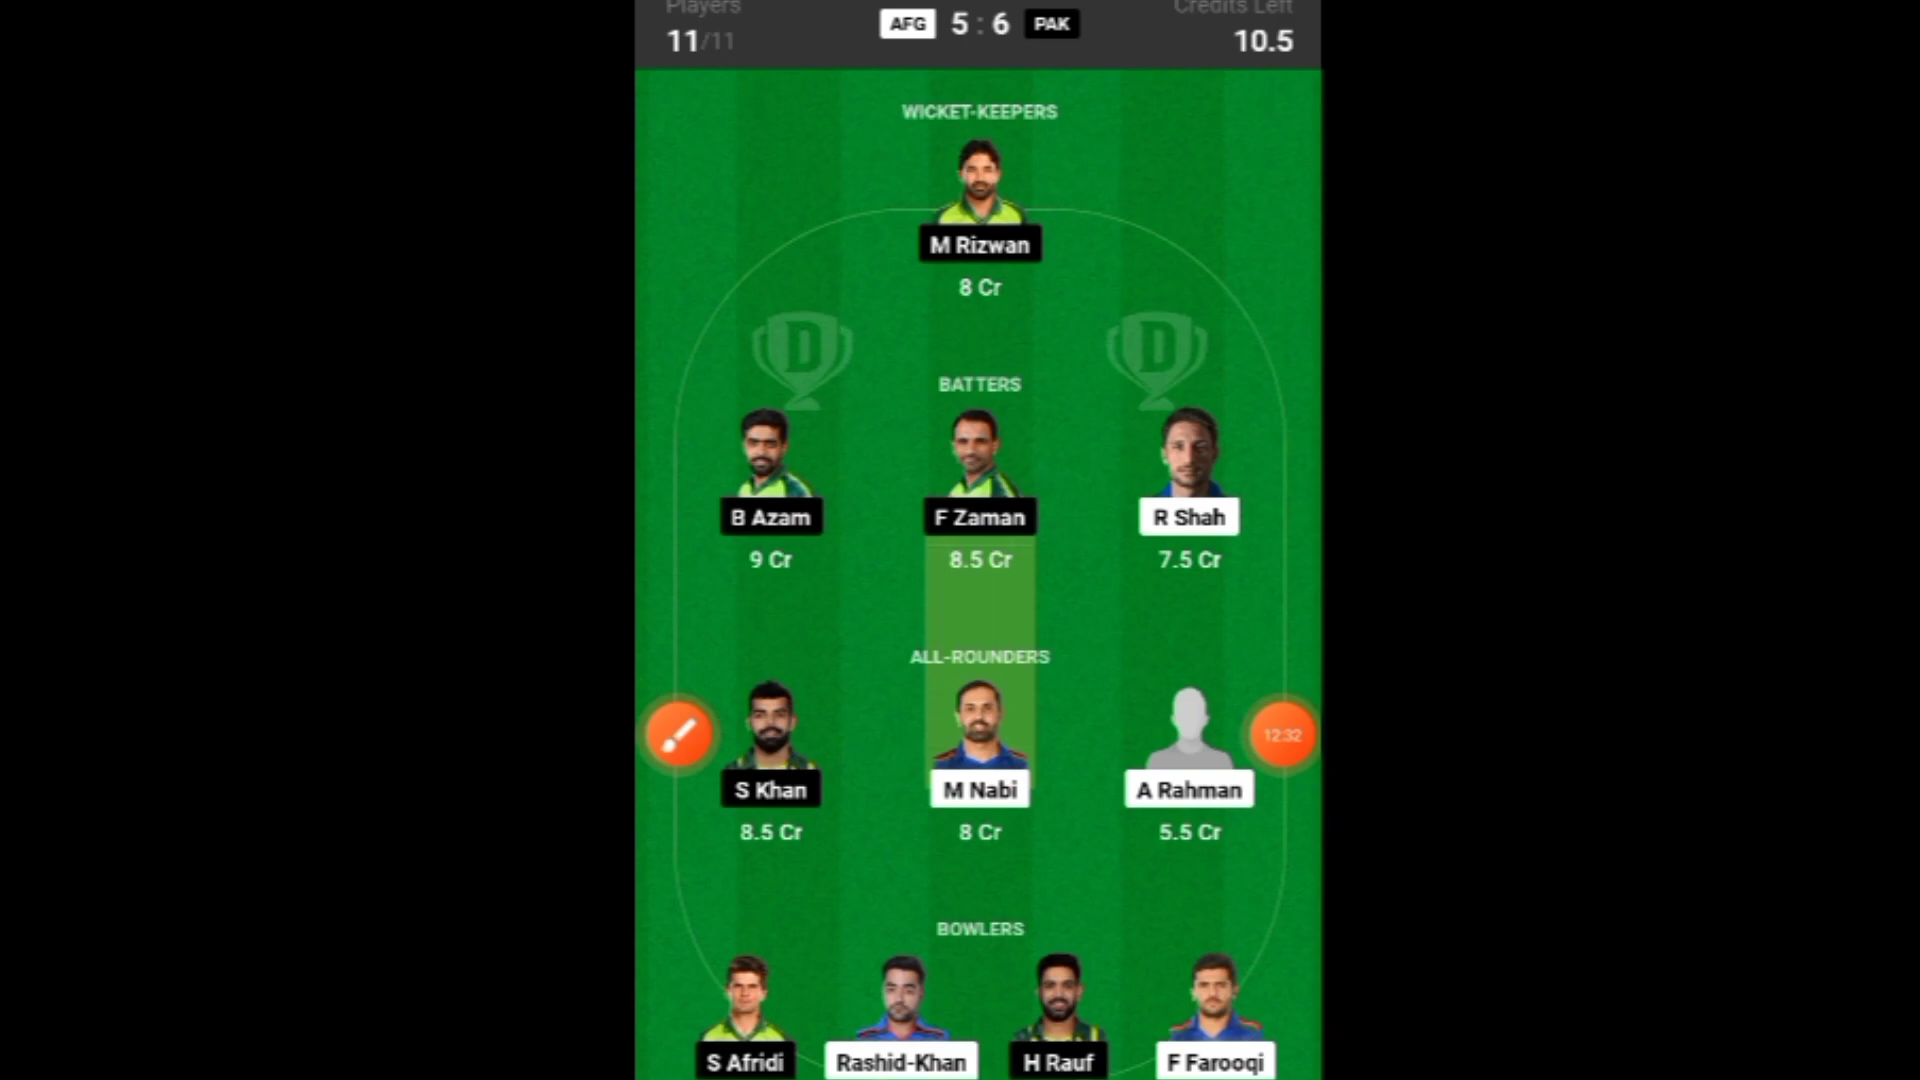 Players
Credits Left
AFG 5 : 6 PAK
11/11
10.5
WICKET-KEEPERS
M Rizwan
8 Cr
D
D
BATTERS
B Azam
F Zaman
R Shah
9 Cr
8.5 Cr
7.5 Cr
ALL-ROUNDERS
12:32
S Khan
M Nabi
A Rahman
8.5 Cr
8 Cr
5.5 Cr
BOWLERS
S Afridi
Rashid-Khan
H Rauf
F Farooqi